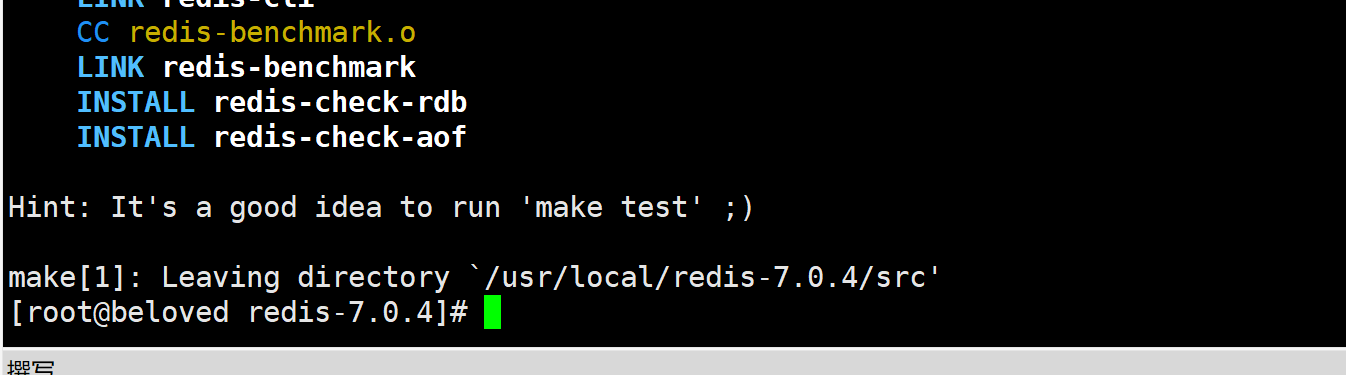 LINK redis-cli
CC redis-benchmark.o
LINK redis-benchmark
INSTALL redis-check-rdb
INSTALL redis-check-aof
Hint: It's a good idea to run 'make test' ;)
make[1]: Leaving directory `/usr/local/redis-7.0.4/src'
[root@beloved redis-7.0.4]#
撰写